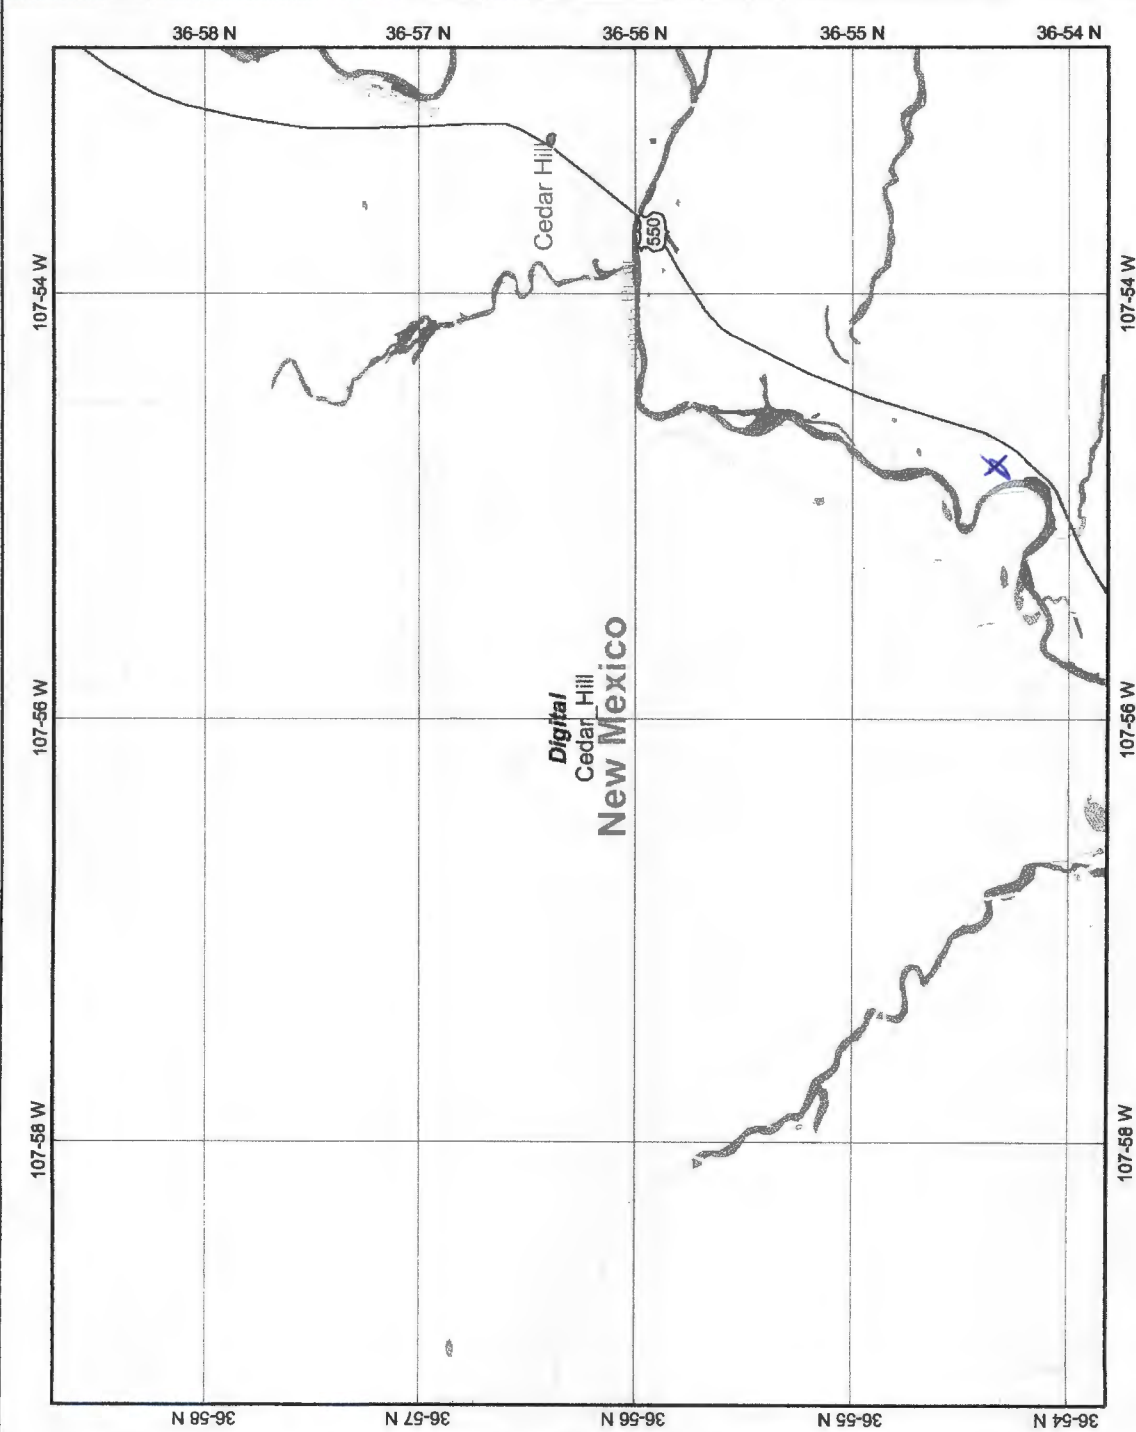 36-58 N
36-57 N
36-56 N
36-55 N
36-54 N
107-54 W
107-54 W
Cedar Hill
550
107-56 W
107-56 W
Digital
Cedar_Hill
New Mexico
107-58 W
107-58 W
36-58 N
36-57 N
36-56 N
36-55 N
36-54 N